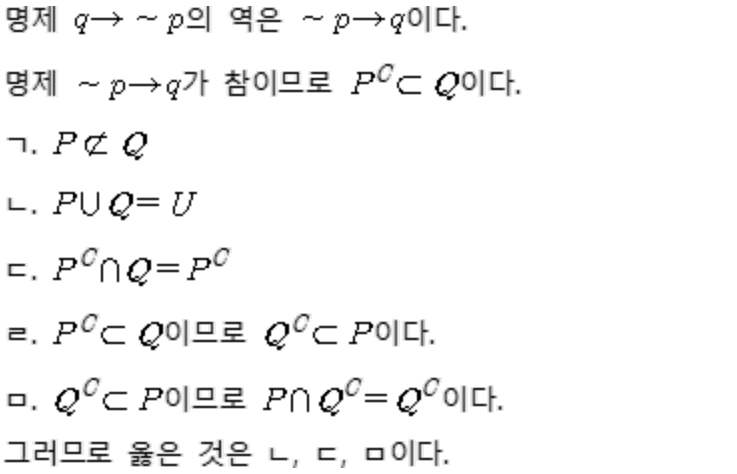 명제 q→ ~ p의 역은 ~ p→q이다.
명제 ~ p→q가 참이므로 P^C⊂ Q이다.
ㄱ. P⊄ Q
ㄴ. P∪Q= U
ㄷ. P^C∩Q=P^C
ㄹ. P^C⊂ Q이므로 Q^C⊂ P이다.
ㅁ. Q^C⊂ P이므로 P∩Q^C=Q^C이다.
그러므로 옳은 것은 ㄴ, ㄷ, ㅁ이다.